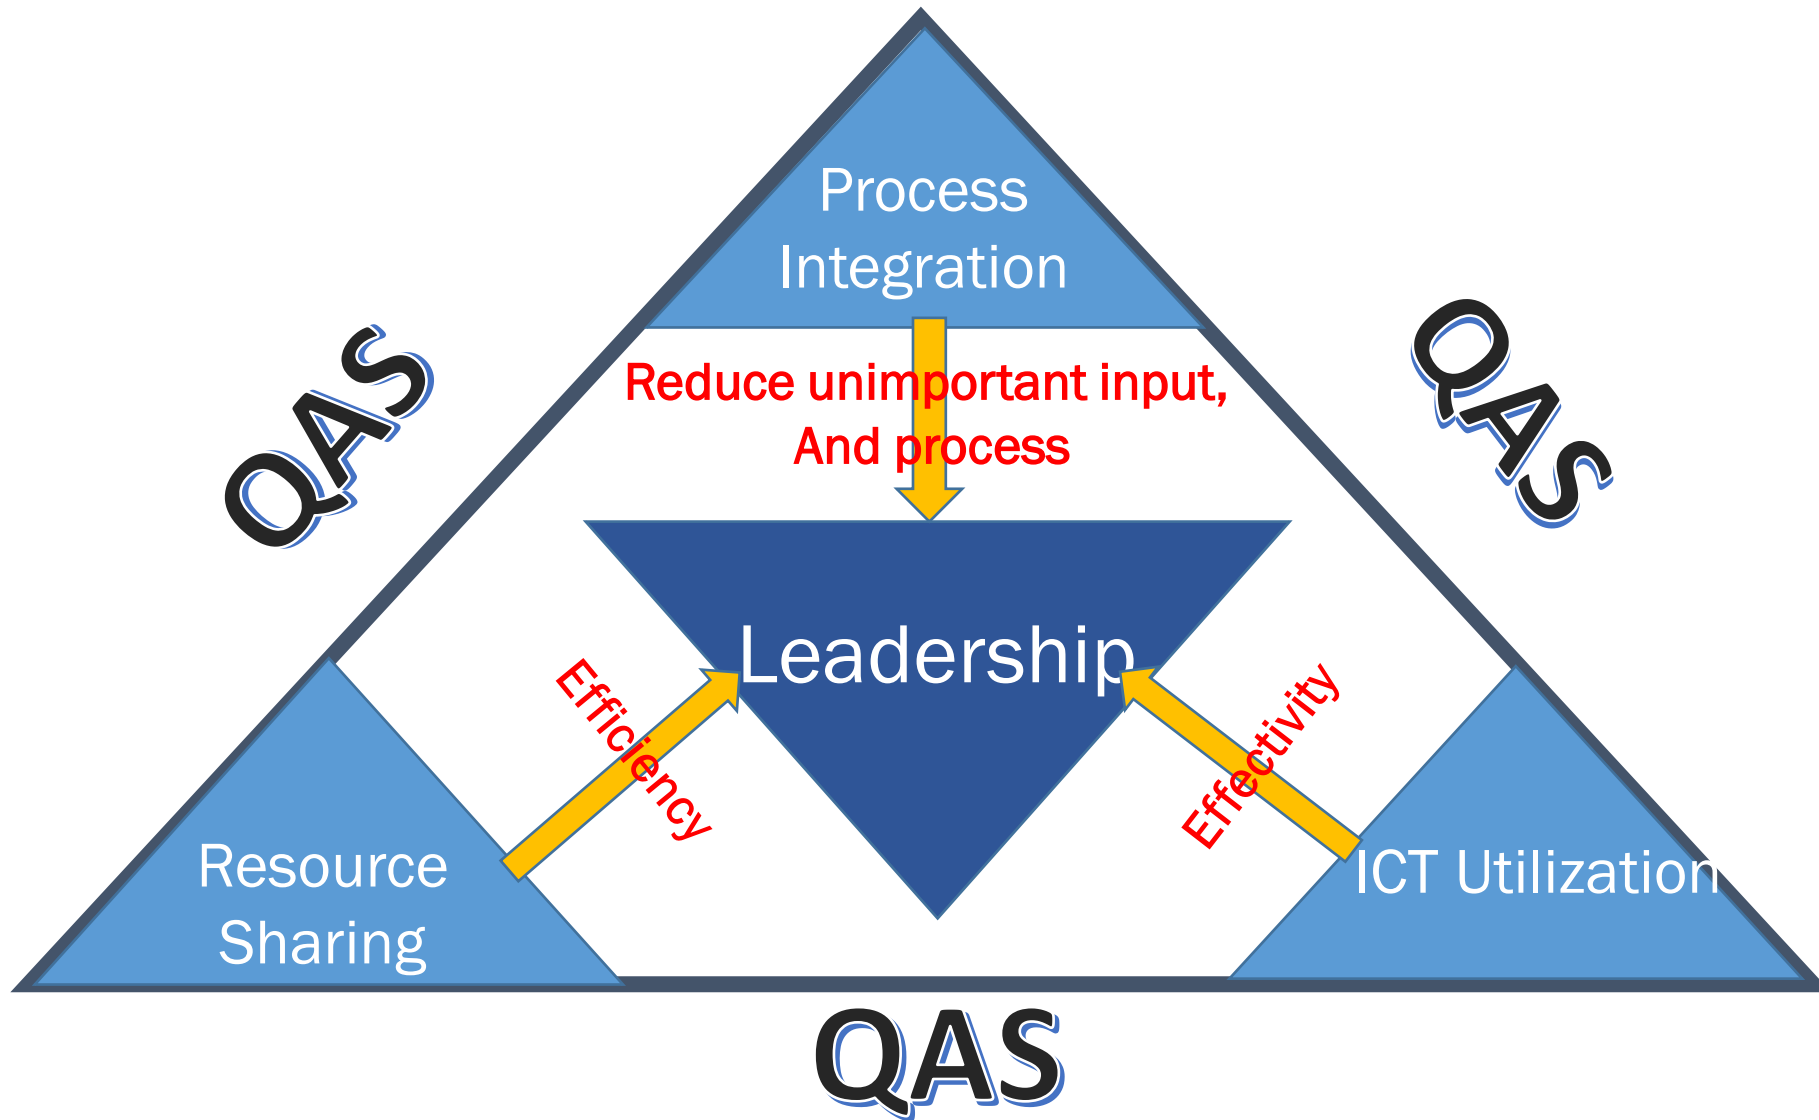 Process
Integration
QAS
QAS
Reduce unimportant input,
And process
Leadership
Efficiency
Effectivity
Resource
Sharing
ICT Utilization
QAS